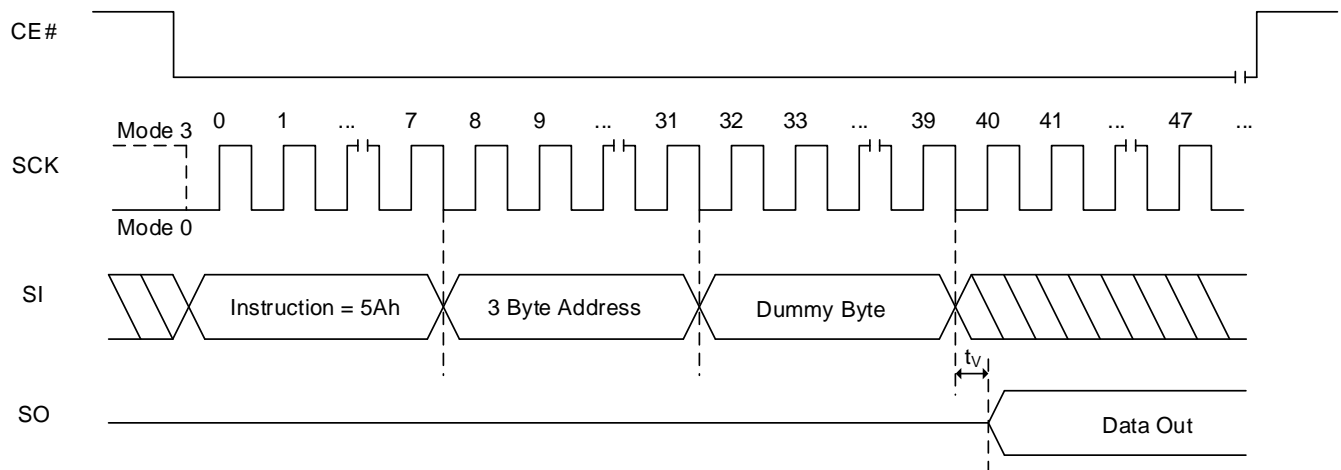 CE#
0 1 ... 7 8 9 ... 31 32 33 ... 39 40 41 ... 47 ...
Mode 3
SCK
Mode 0
SI Instruction = 5Ah 3 Byte Address Dummy Byte
tV
SO Data Out